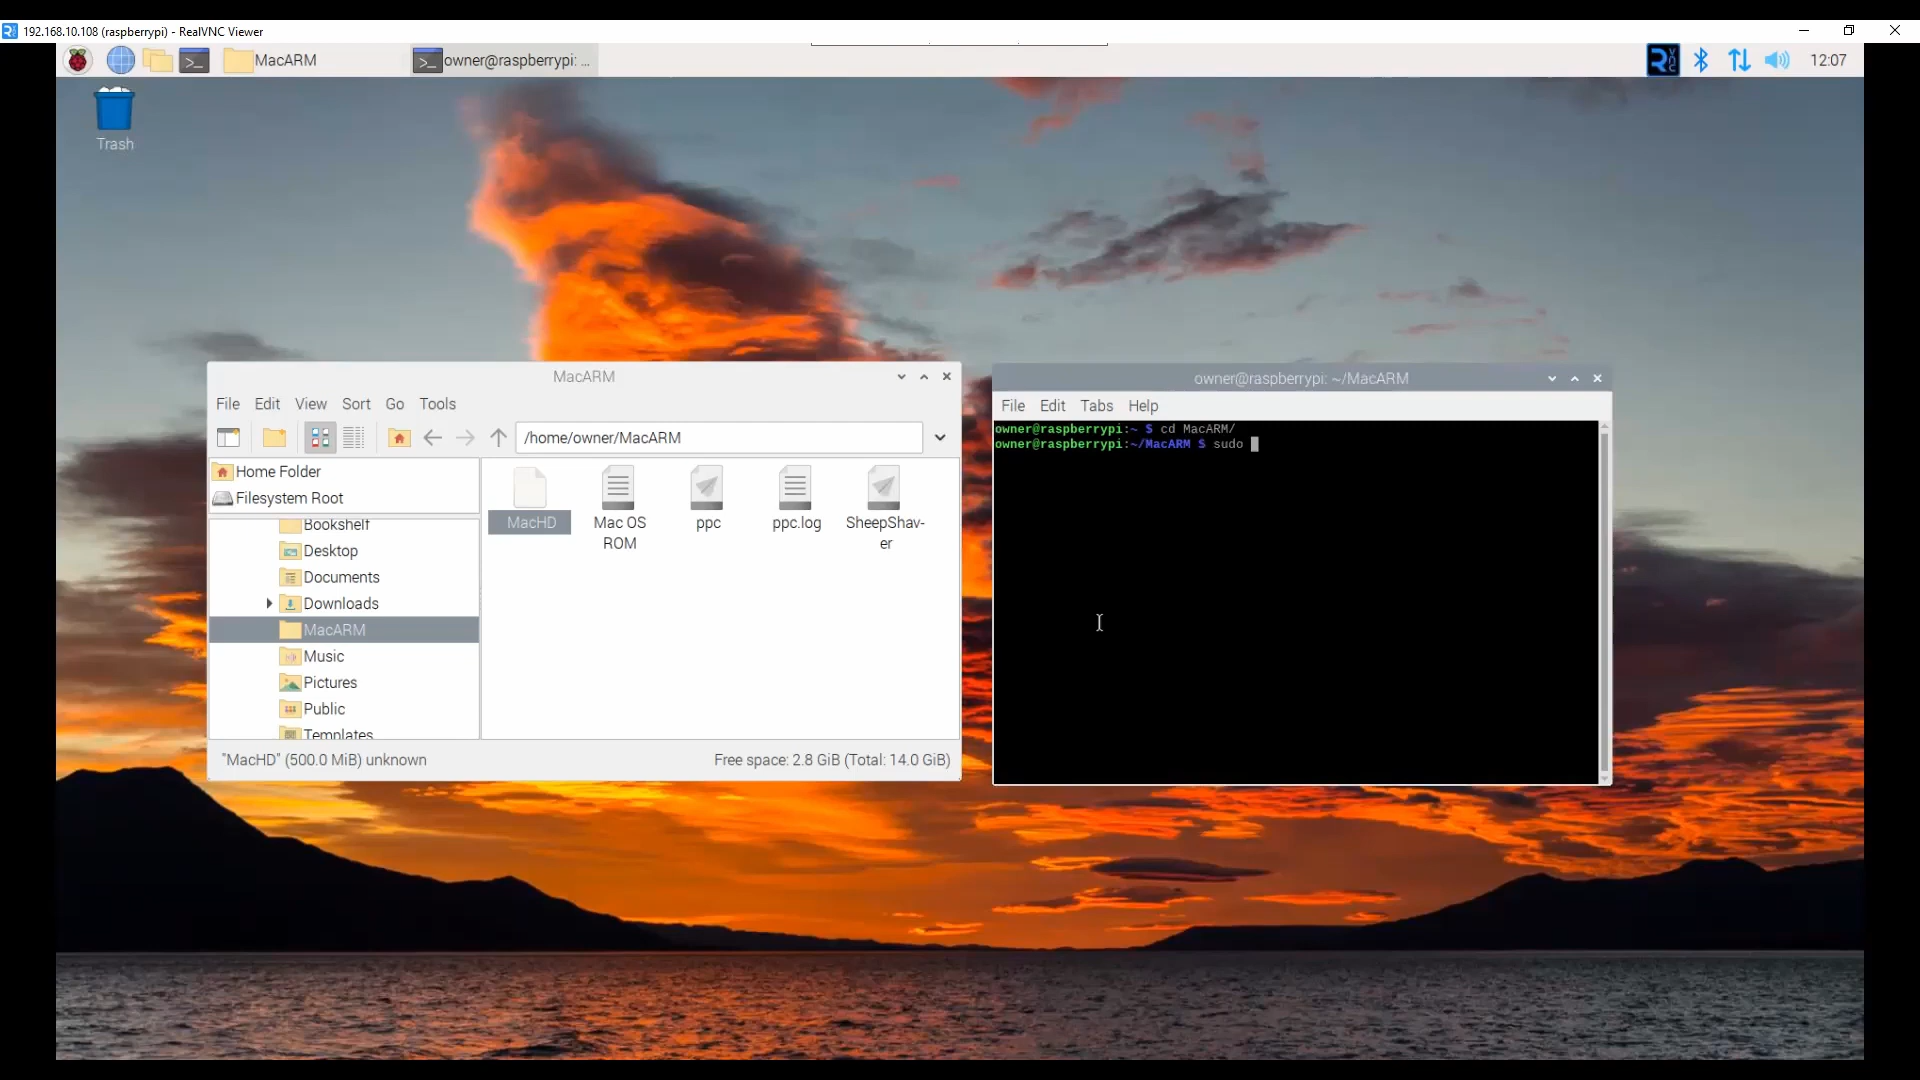 192.168.10.108 (raspberrypi) - RealVNC Viewer
MacARM
owner@raspberrypi: ...
12:07
Trash
MacARM
File Edit View Sort Go Tools
/home/owner/MacARM
Home Folder
Filesystem Root
Bookshelf
Desktop
Documents
Downloads
MacARM
Music
Pictures
Public
Templates
MacHD
Mac OS
ROM
ppc
ppc.log
SheepShav-
er
"MacHD" (500.0 MiB) unknown
Free space: 2.8 GiB (Total: 14.0 GiB)
owner@raspberrypi: ~/MacARM
File Edit Tabs Help
owner@raspberrypi:~ $ cd MacARM/
owner@raspberrypi:~/MacARM $ sudo